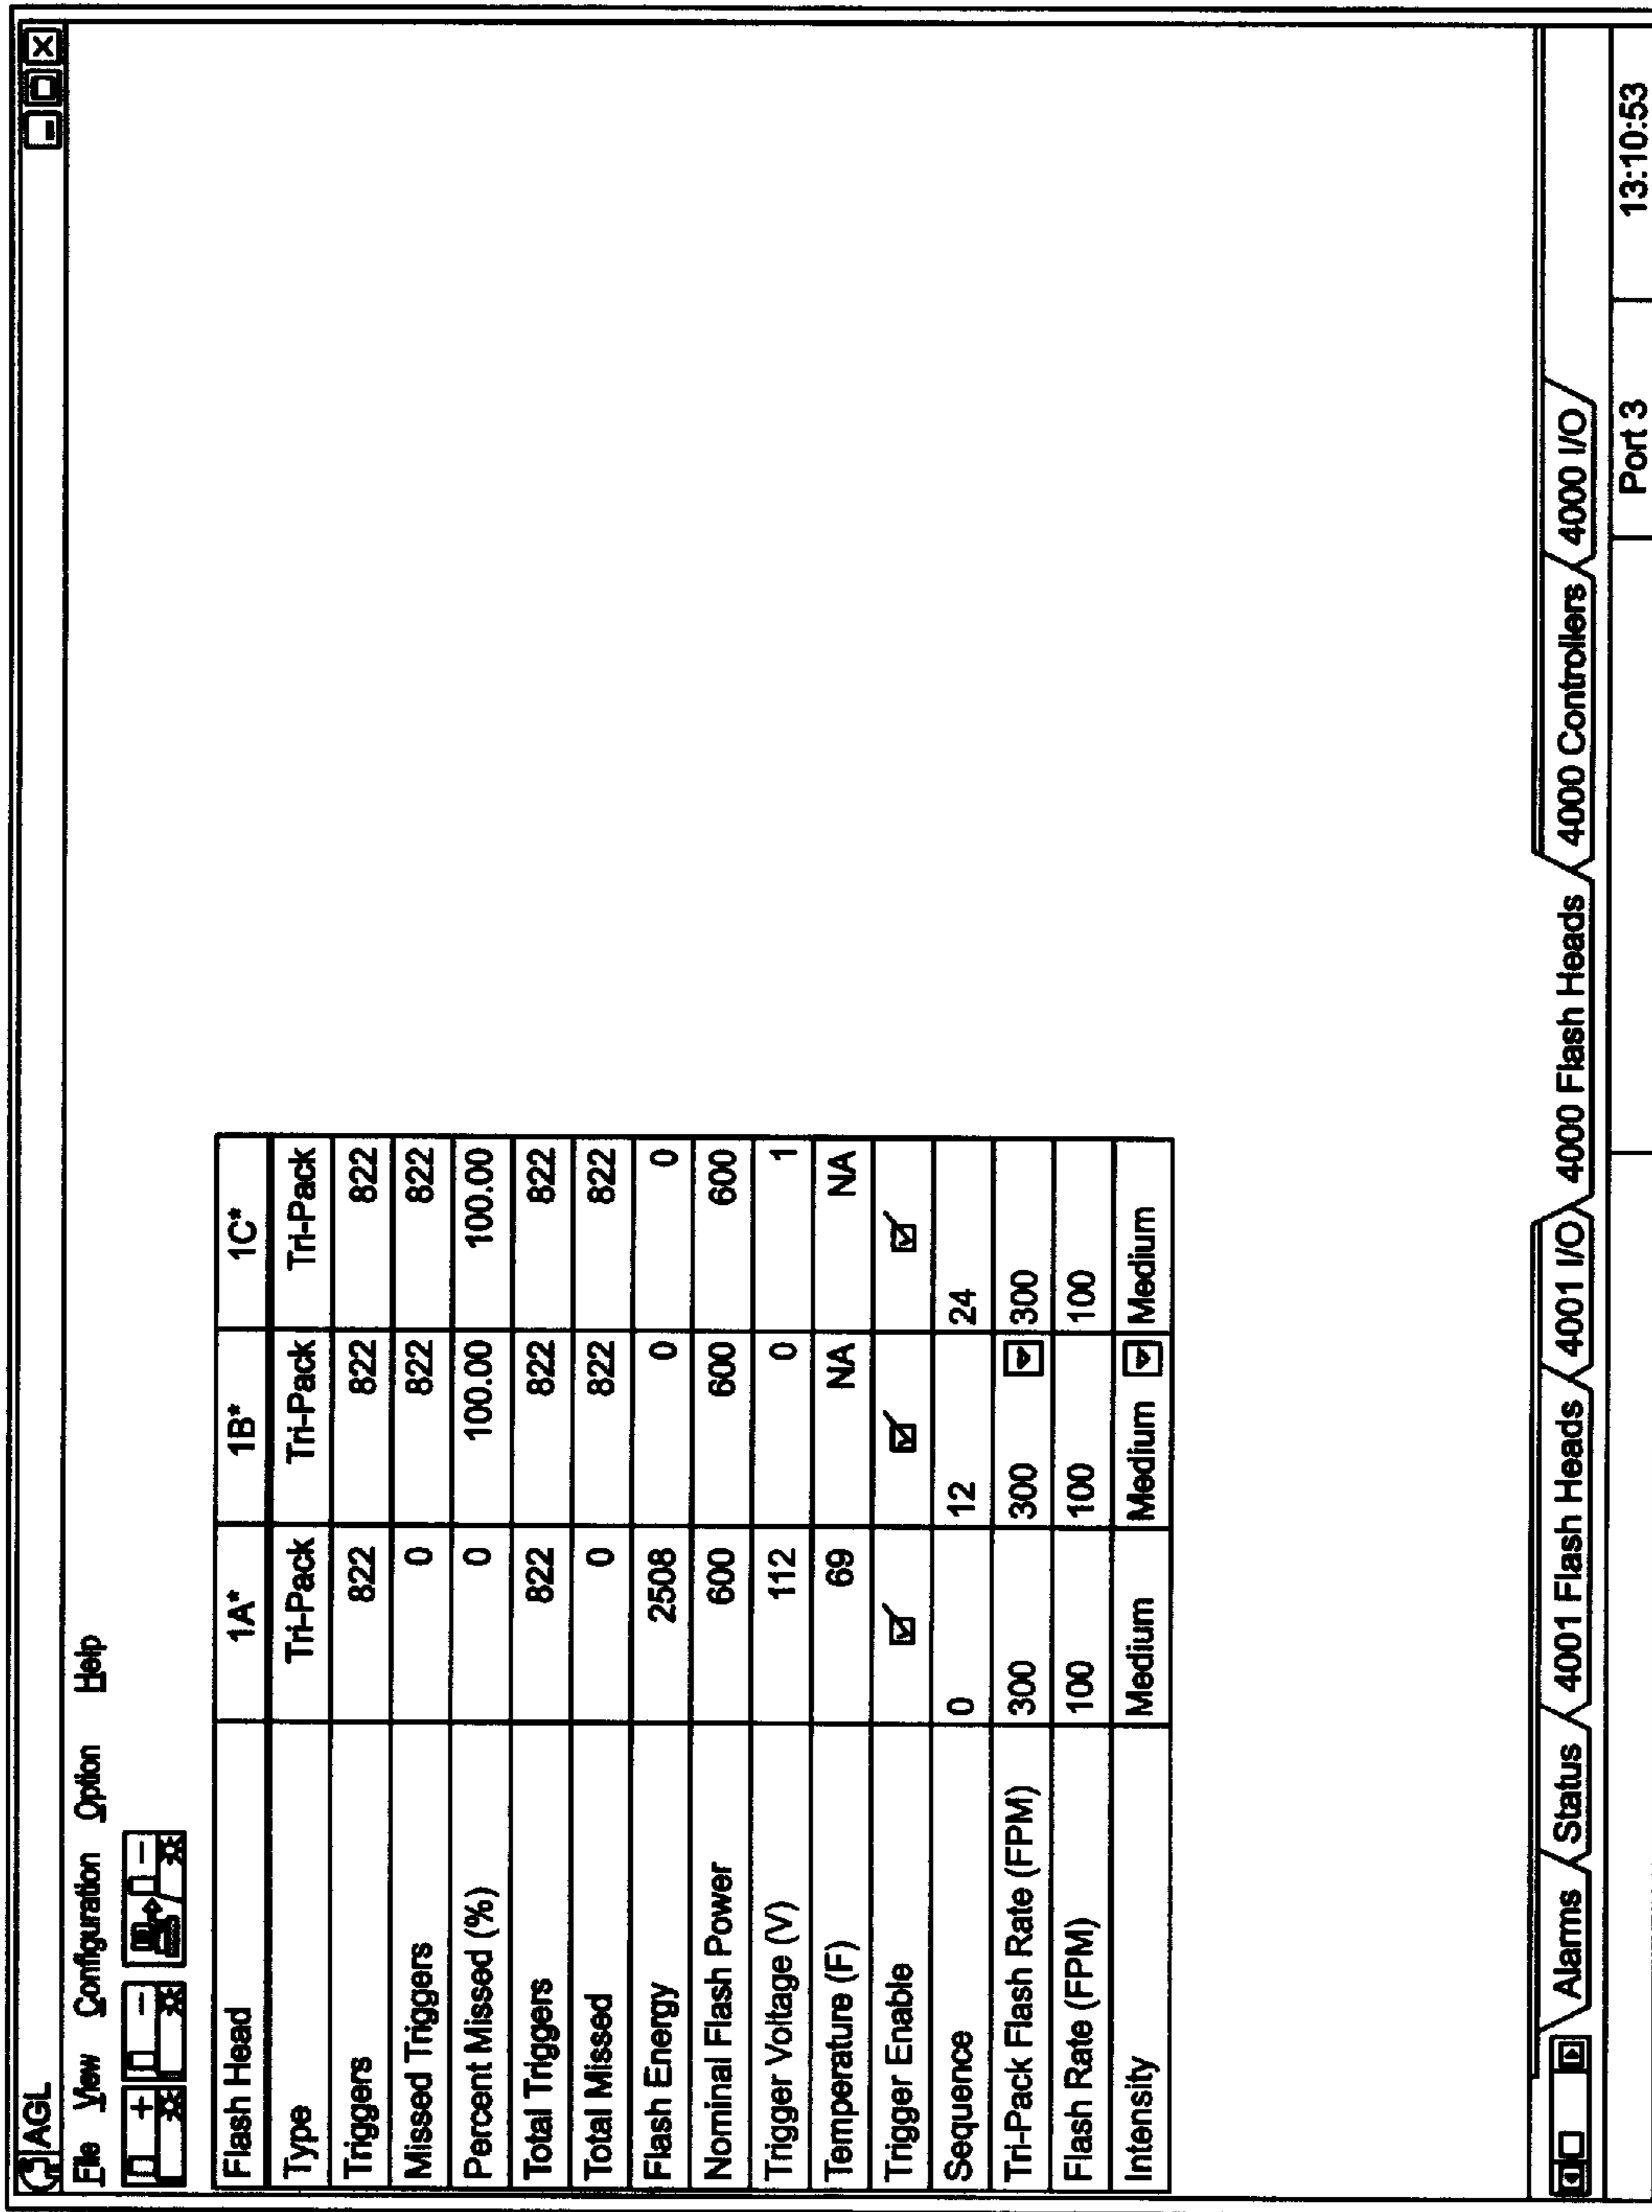 AGL
File View Configuration Option Help
Flash Head 1A* 1B* 1C*
Type Tri-Pack Tri-Pack Tri-Pack
Triggers 822 822 822
Missed Triggers 0 822 822
Percent Missed (%) 0 100.00 100.00
Total Triggers 822 822 822
Total Missed 0 822 822
Flash Energy 2508 0 0
Nominal Flash Power 600 600 600
Trigger Voltage (V) 112 0 1
Temperature (F) 69 NA NA
Trigger Enable
Sequence 0 12 24
Tri-Pack Flash Rate (FPM) 300 300 300
Flash Rate (FPM) 100 100 100
Intensity Medium Medium Medium
Alarms Status 4001 Flash Heads 4001 I/O 4000 Flash Heads 4000 Controllers 4000 I/O
Port 3 13:10:53